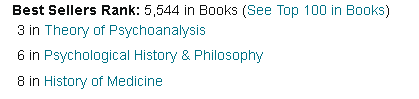 Best Sellers Rank: 5,544 in Books (See Top 100 in Books)
3 in Theory of Psychoanalysis
6 in Psychological History & Philosophy
8 in History of Medicine